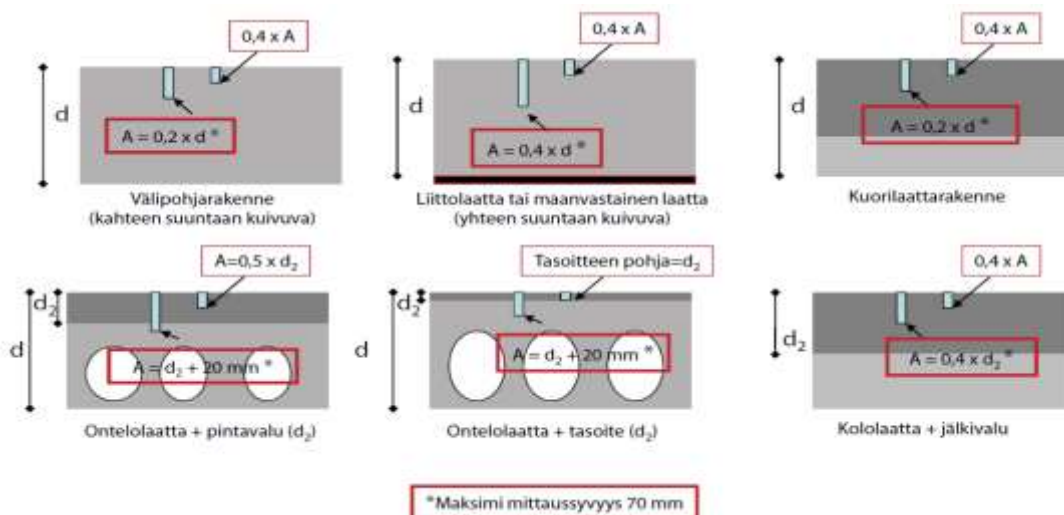 0,4 x A
d
A = 0,2 x d *
Välipohjarakenne
(kahteen suuntaan kuivuva)
0,4 x A
d
A = 0,4 x d *
Liittolaatta tai maanvastainen laatta
(yhteen suuntaan kuivuva)
0,4 x A
d
A = 0,2 x d *
Kuorilaattarakenne
A=0,5 x d₂
d₂
d
A = d₂ + 20 mm *
Ontelolaatta + pintavalu (d₂)
Tasoitteen pohja=d₂
d₂
d
A = d₂ + 20 mm *
Ontelolaatta + tasoite (d₂)
0,4 x A
d₂
A = 0,4 x d₂ *
Kololaatta + jälkivalu
*Maksimi mittaussyvyys 70 mm